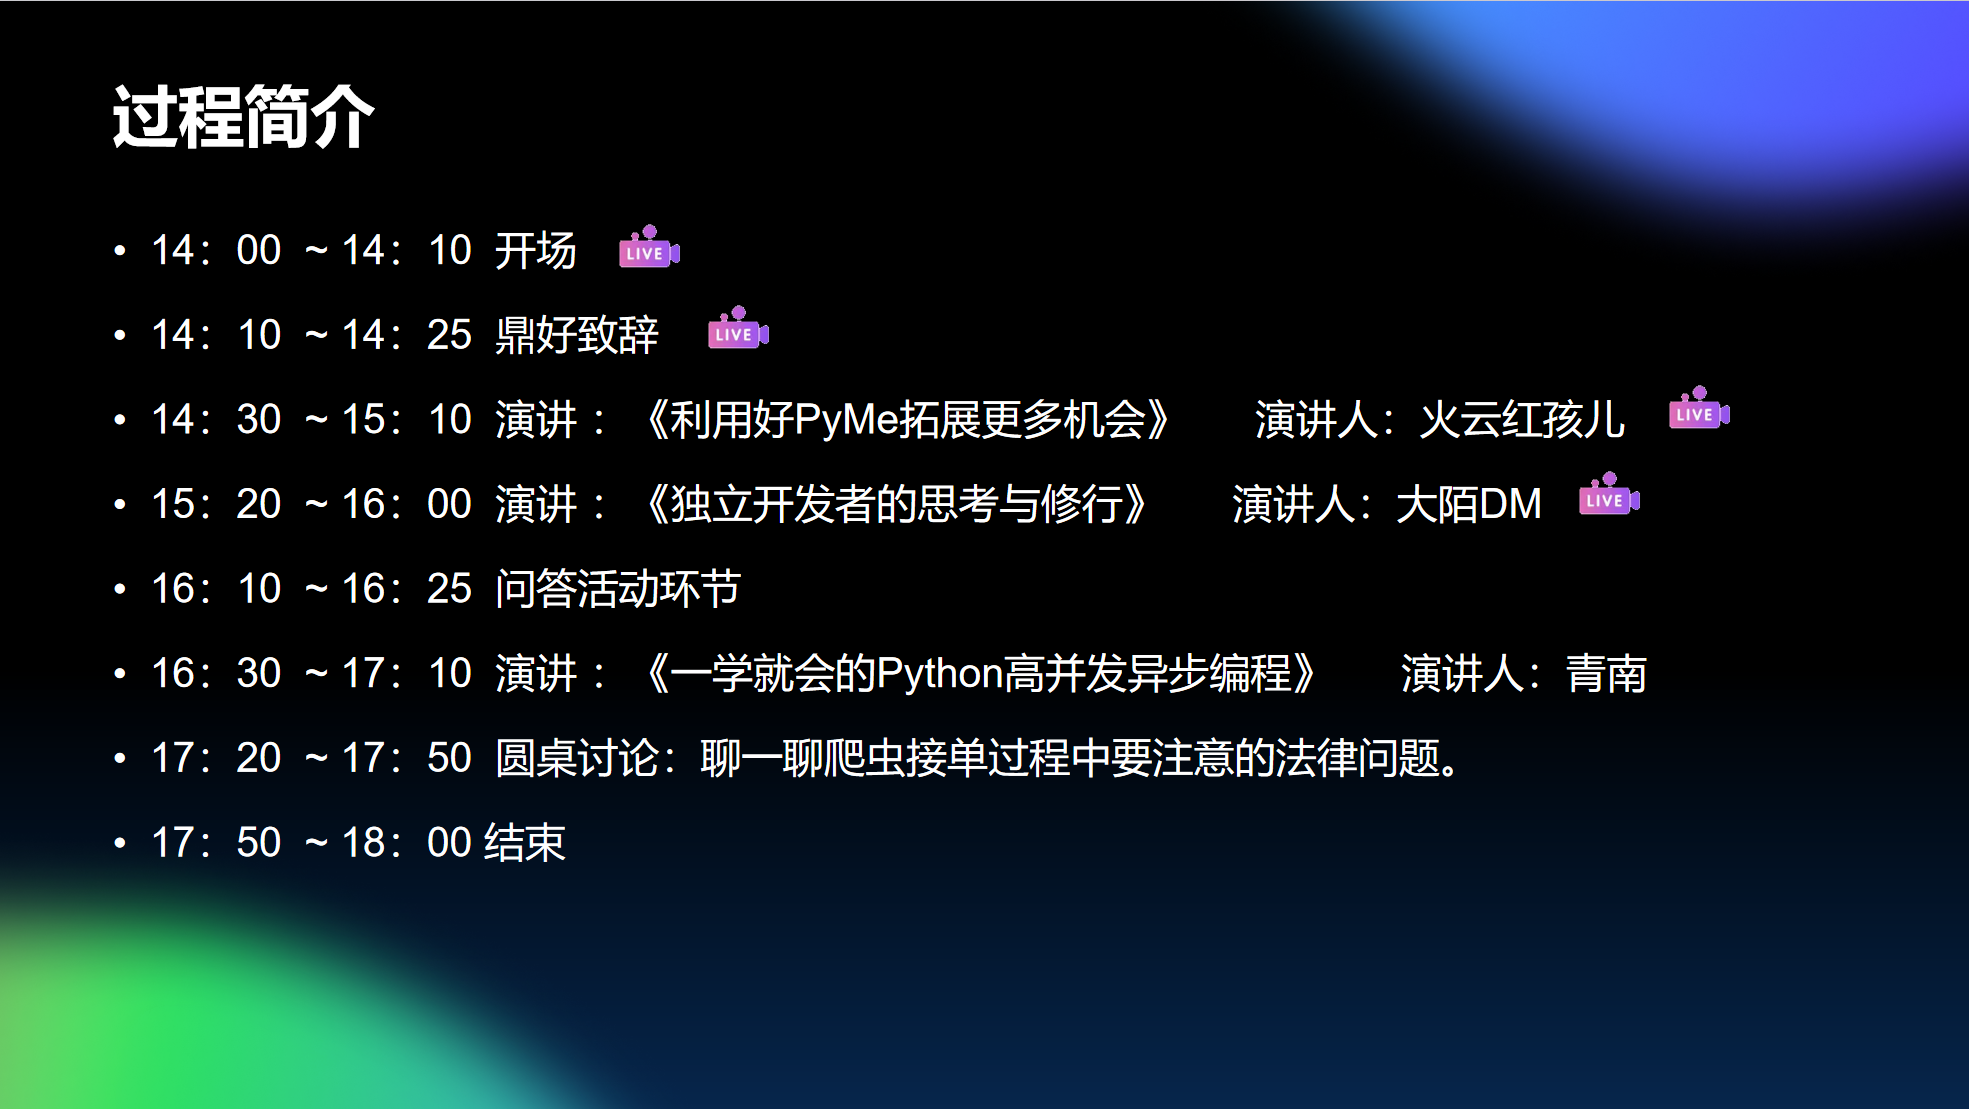 过程简介
• 14：00 ~ 14：10 开场 LIVE
• 14：10 ~ 14：25 鼎好致辞 LIVE
• 14：30 ~ 15：10 演讲 ：《利用好PyMe拓展更多机会》 演讲人：火云红孩儿 LIVE
• 15：20 ~ 16：00 演讲 ：《独立开发者的思考与修行》 演讲人：大陌DM LIVE
• 16：10 ~ 16：25 问答活动环节
• 16：30 ~ 17：10 演讲 ：《一学就会的Python高并发异步编程》 演讲人：青南
• 17：20 ~ 17：50 圆桌讨论：聊一聊爬虫接单过程中要注意的法律问题。
• 17：50 ~ 18：00 结束